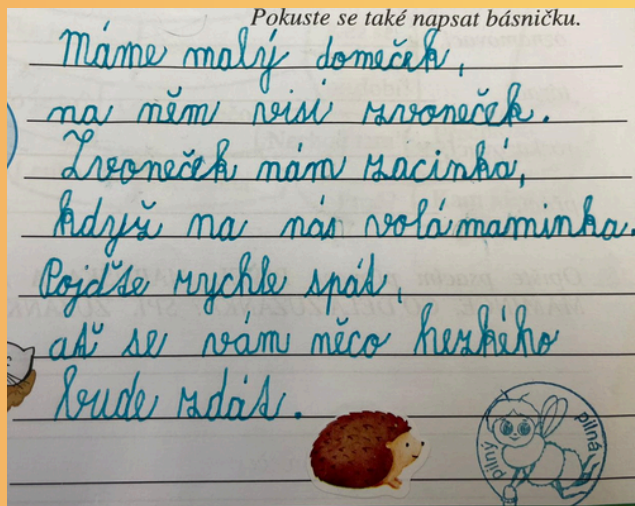 Pokuste se také napsat básničku.
Máme malý domeček,
na něm visí zvoneček.
Zvoneček nám zacinká,
když na nás volá maminka.
Pojďte rychle spát,
ať se vám něco hezkého
bude zdát.
pilný pilná